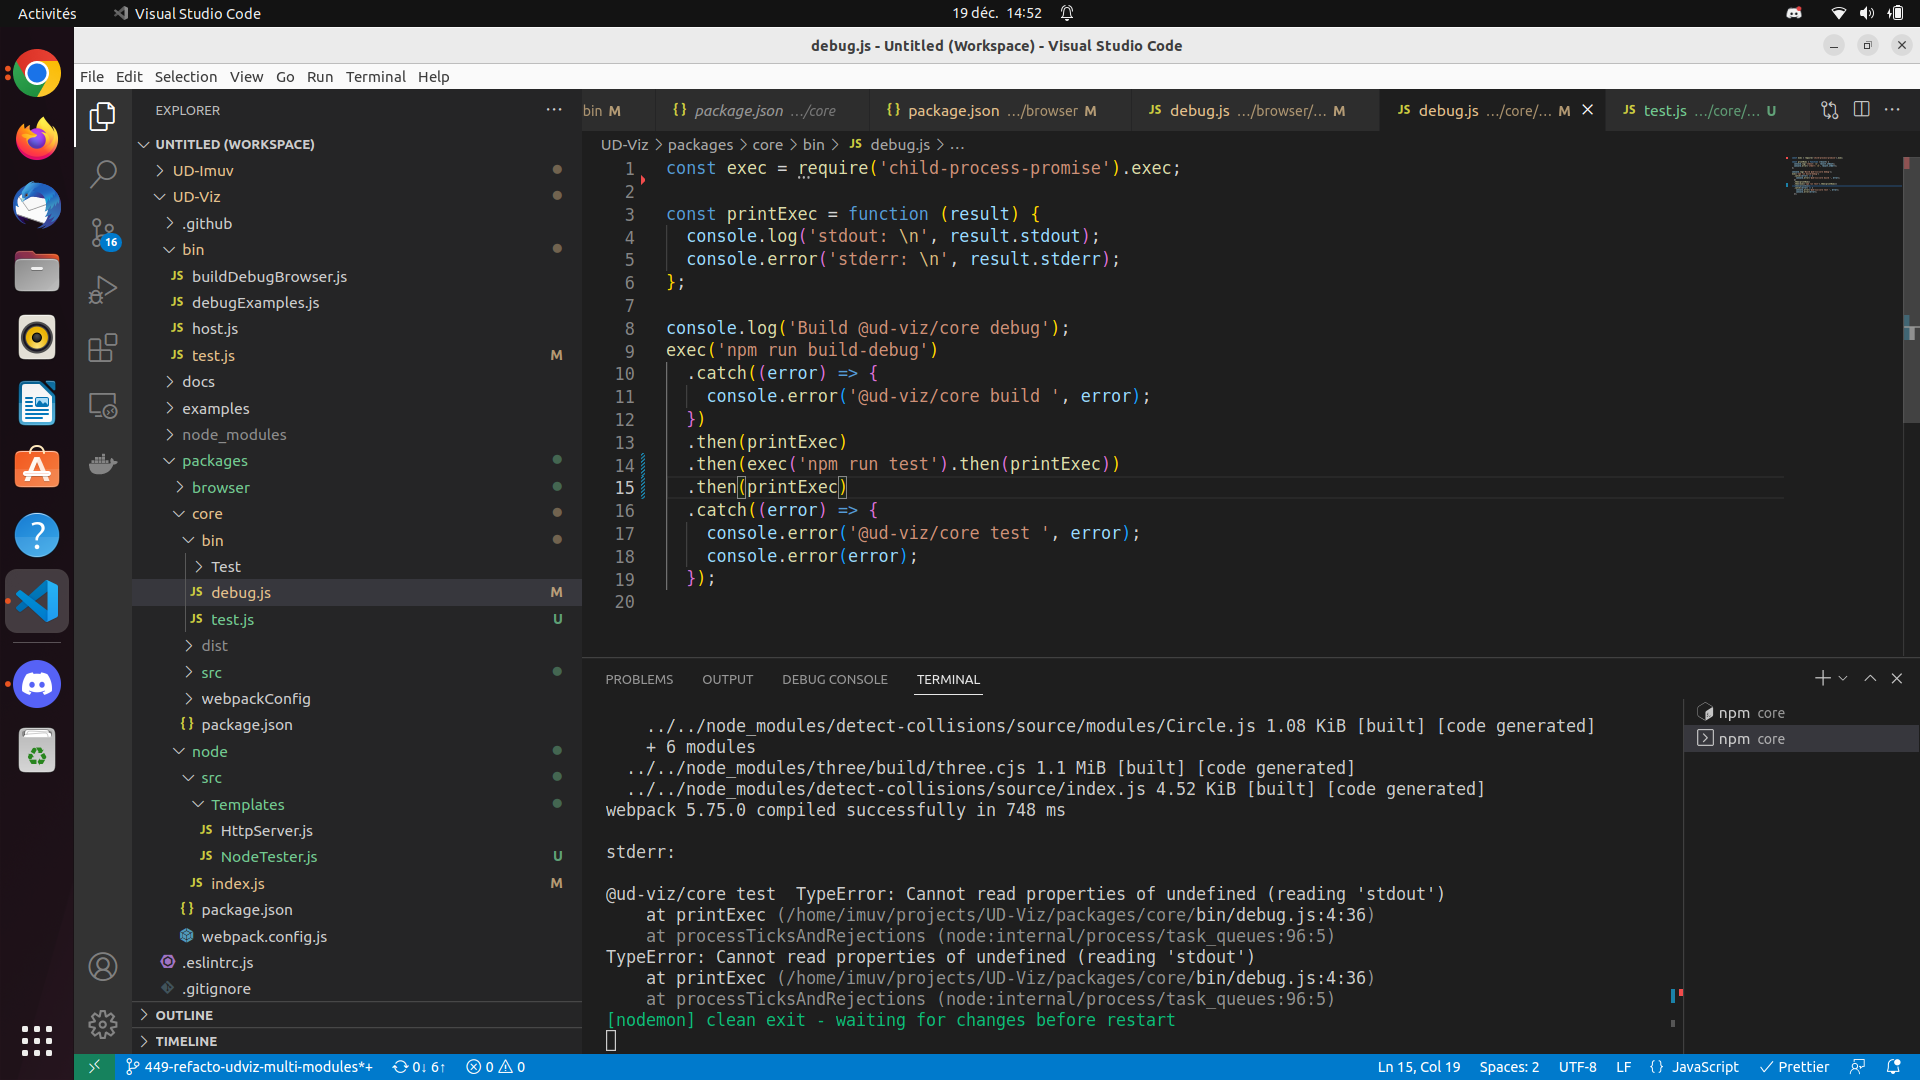 Activités
Visual Studio Code
19 déc. 14:52
debug.js - Untitled (Workspace) - Visual Studio Code
File Edit Selection View Go Run Terminal Help
EXPLORER
UNTITLED (WORKSPACE)
UD-Imuv
UD-Viz
.github
bin
JS buildDebugBrowser.js
JS debugExamples.js
JS host.js
JS test.js M
docs
examples
node_modules
packages
browser
core
bin
Test
JS debug.js M
JS test.js U
dist
src
webpackConfig
{} package.json
node
src
Templates
JS HttpServer.js
JS NodeTester.js U
JS index.js M
{} package.json
webpack.config.js
.eslintrc.js
.gitignore
OUTLINE
TIMELINE
16
bin M
{} package.json .../core
{} package.json .../browser M
JS debug.js .../browser/... M
JS debug.js .../core/... M
JS test.js .../core/... U
UD-Viz > packages > core > bin > JS debug.js > ...
1 const exec = require('child-process-promise').exec;
2
3 const printExec = function (result) {
4 console.log('stdout: \n', result.stdout);
5 console.error('stderr: \n', result.stderr);
6 };
7
8 console.log('Build @ud-viz/core debug');
9 exec('npm run build-debug')
10 .catch((error) => {
11 console.error('@ud-viz/core build ', error);
12 })
13 .then(printExec)
14 .then(exec('npm run test').then(printExec))
15 .then(printExec)
16 .catch((error) => {
17 console.error('@ud-viz/core test ', error);
18 console.error(error);
19 });
20
PROBLEMS OUTPUT DEBUG CONSOLE TERMINAL
../../node_modules/detect-collisions/source/modules/Circle.js 1.08 KiB [built] [code generated]
+ 6 modules
../../node_modules/three/build/three.cjs 1.1 MiB [built] [code generated]
../../node_modules/detect-collisions/source/index.js 4.52 KiB [built] [code generated]
webpack 5.75.0 compiled successfully in 748 ms
stderr:
@ud-viz/core test  TypeError: Cannot read properties of undefined (reading 'stdout')
at printExec (/home/imuv/projects/UD-Viz/packages/core/bin/debug.js:4:36)
at processTicksAndRejections (node:internal/process/task_queues:96:5)
TypeError: Cannot read properties of undefined (reading 'stdout')
at printExec (/home/imuv/projects/UD-Viz/packages/core/bin/debug.js:4:36)
at processTicksAndRejections (node:internal/process/task_queues:96:5)
[nodemon] clean exit - waiting for changes before restart
npm core
npm core
449-refacto-udviz-multi-modules*+
0↓ 6↑
0 0
Ln 15, Col 19
Spaces: 2
UTF-8
LF
{} JavaScript
Prettier